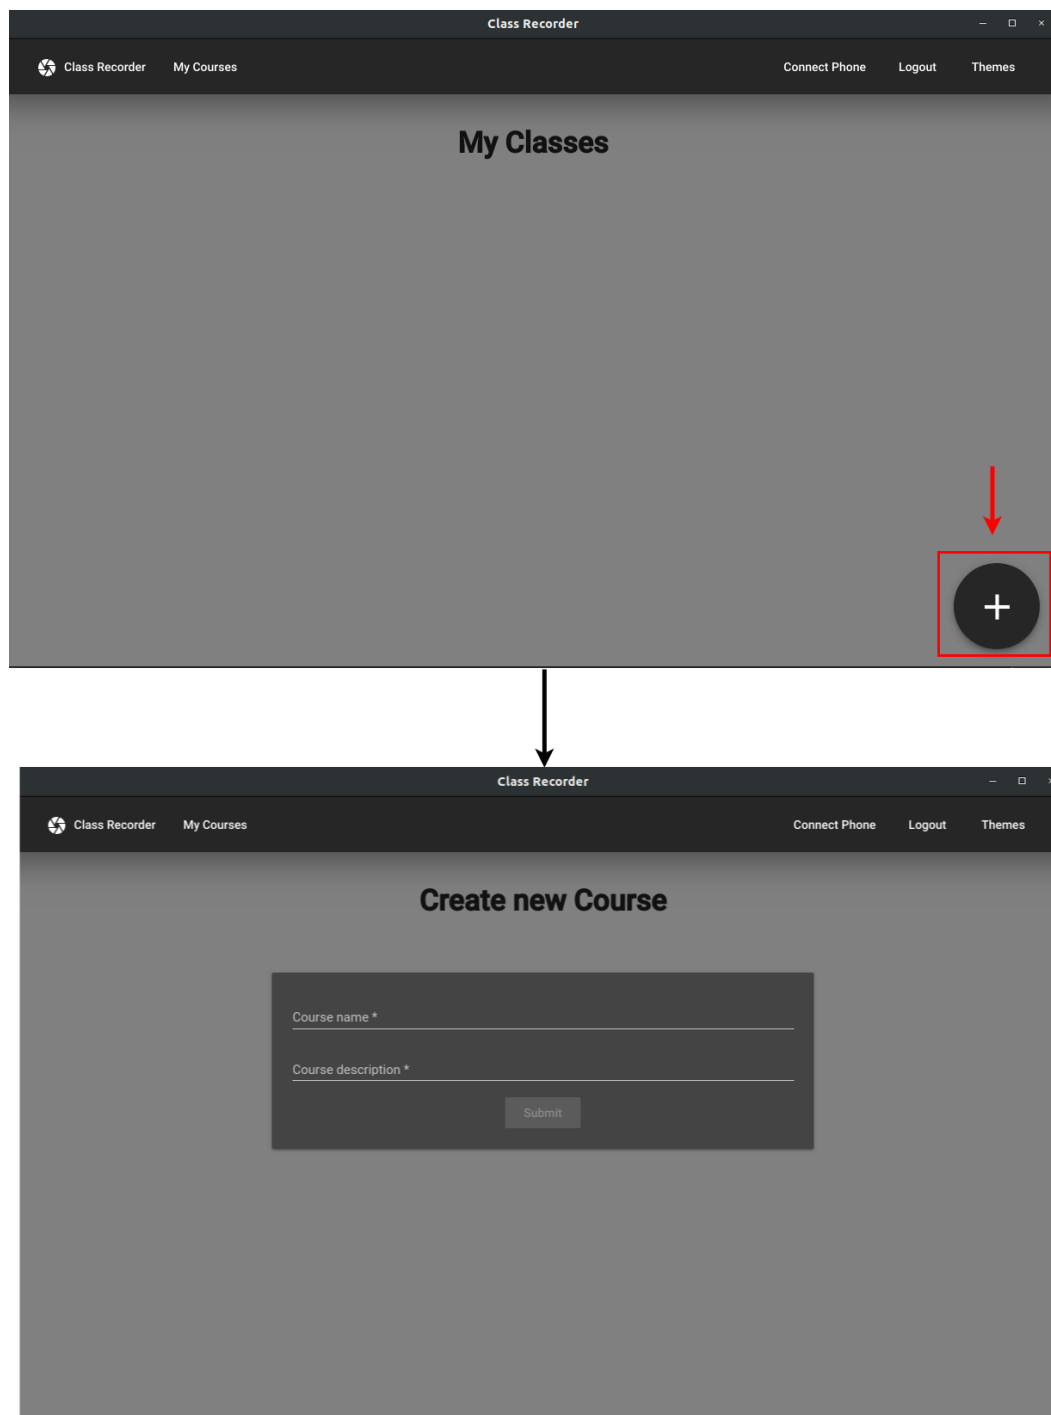 Class Recorder
Class Recorder My Courses Connect Phone Logout Themes
My Classes
+
Class Recorder
Class Recorder My Courses Connect Phone Logout Themes
Create new Course
Course name *
Course description *
Submit